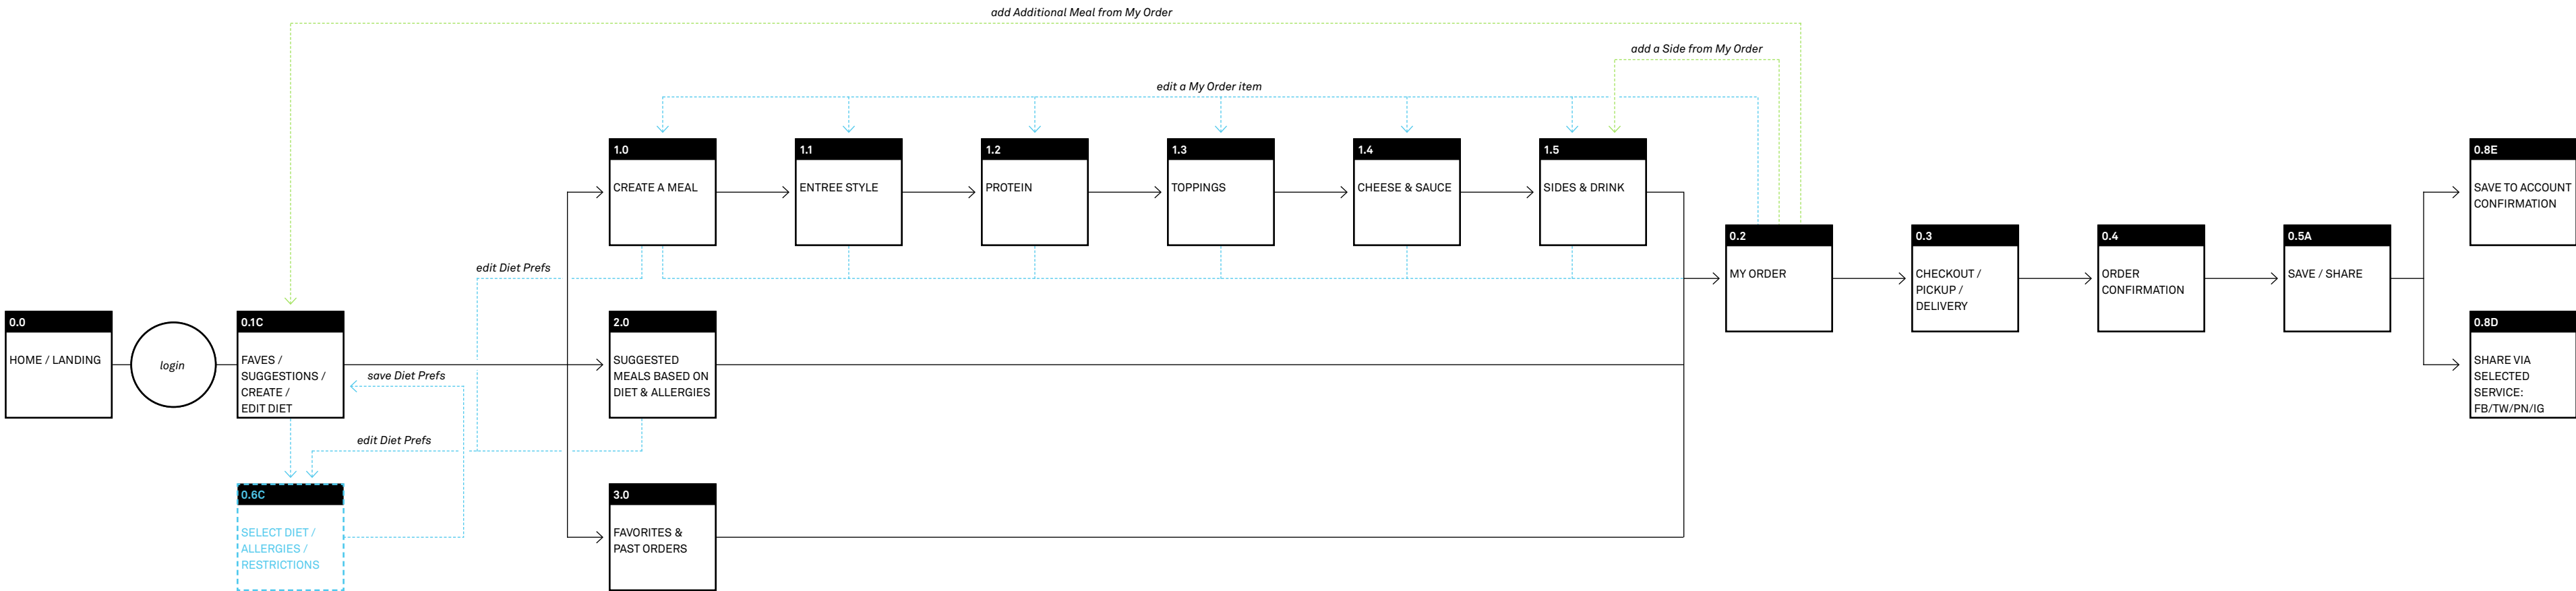 add Additional Meal from My Order
add a Side from My Order
edit a My Order item
1.0
CREATE A MEAL
1.1
ENTREE STYLE
1.2
PROTEIN
1.3
TOPPINGS
1.4
CHEESE & SAUCE
1.5
SIDES & DRINK
edit Diet Prefs
0.0
HOME / LANDING
login
0.1C
FAVES /
SUGGESTIONS /
CREATE /
EDIT DIET
save Diet Prefs
edit Diet Prefs
0.6C
SELECT DIET /
ALLERGIES /
RESTRICTIONS
2.0
SUGGESTED
MEALS BASED ON
DIET & ALLERGIES
3.0
FAVORITES &
PAST ORDERS
0.2
MY ORDER
0.3
CHECKOUT /
PICKUP /
DELIVERY
0.4
ORDER
CONFIRMATION
0.5A
SAVE / SHARE
0.8E
SAVE TO ACCOUNT
CONFIRMATION
0.8D
SHARE VIA
SELECTED
SERVICE:
FB/TW/PN/IG